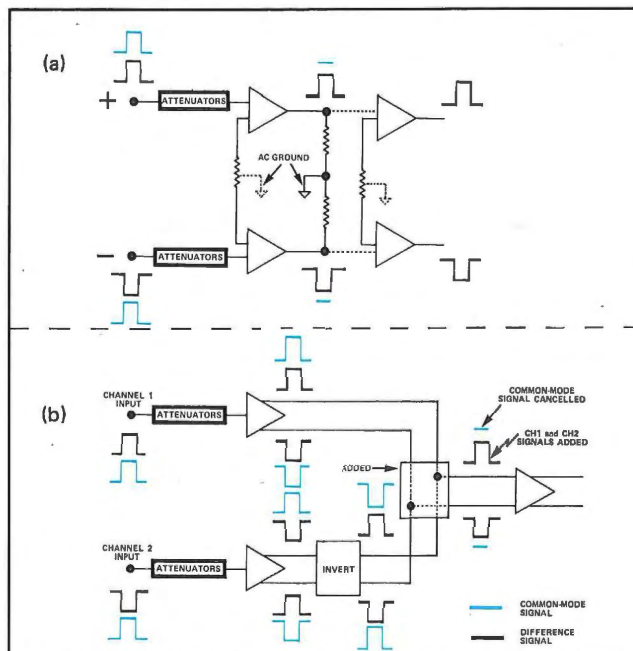 (a)
+
ATTENUATORS
AC GROUND
−
ATTENUATORS
(b)
CHANNEL 1
INPUT
ATTENUATORS
COMMON-MODE
SIGNAL CANCELLED
CH1 and CH2
SIGNALS ADDED
ADDED
CHANNEL 2
INPUT
ATTENUATORS
INVERT
COMMON-MODE
SIGNAL
DIFFERENCE
SIGNAL